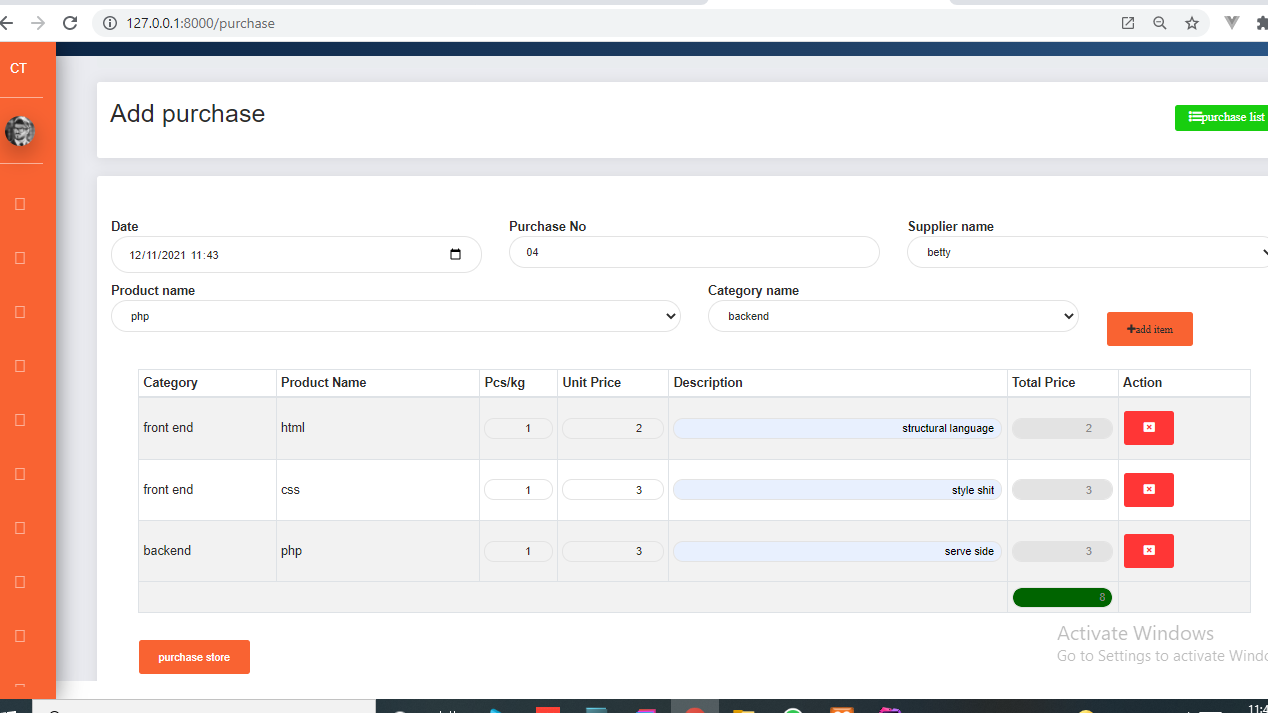 127.0.0.1:8000/purchase
CT
Add purchase
purchase list
Date
Purchase No
Supplier name
12/11/2021 11:43
04
betty
Product name
Category name
php
backend
+add item
Category Product Name Pcs/kg Unit Price Description Total Price Action
front end html 1 2 structural language 2
front end css 1 3 style shit 3
backend php 1 3 serve side 3
8
purchase store
Activate Windows
Go to Settings to activate